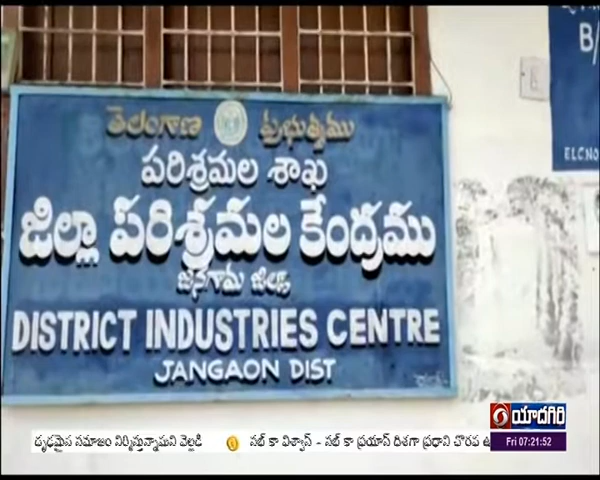 తెలంగాణ ప్రభుత్వము
పరిశ్రమల శాఖ
జిల్లా పరిశ్రమల కేంద్రము
జనగామ జిల్లా
DISTRICT INDUSTRIES CENTRE
JANGAON DIST
B/
ELCNO
యాదగిరి
Fri 07:21:52
దృఢమైన సమాజం నిర్మిస్తున్నామని వెల్లడి
సబ్ కా విశ్వాస్ - సబ్ కా ప్రయాస్ దిశగా ప్రధాని చొరవ